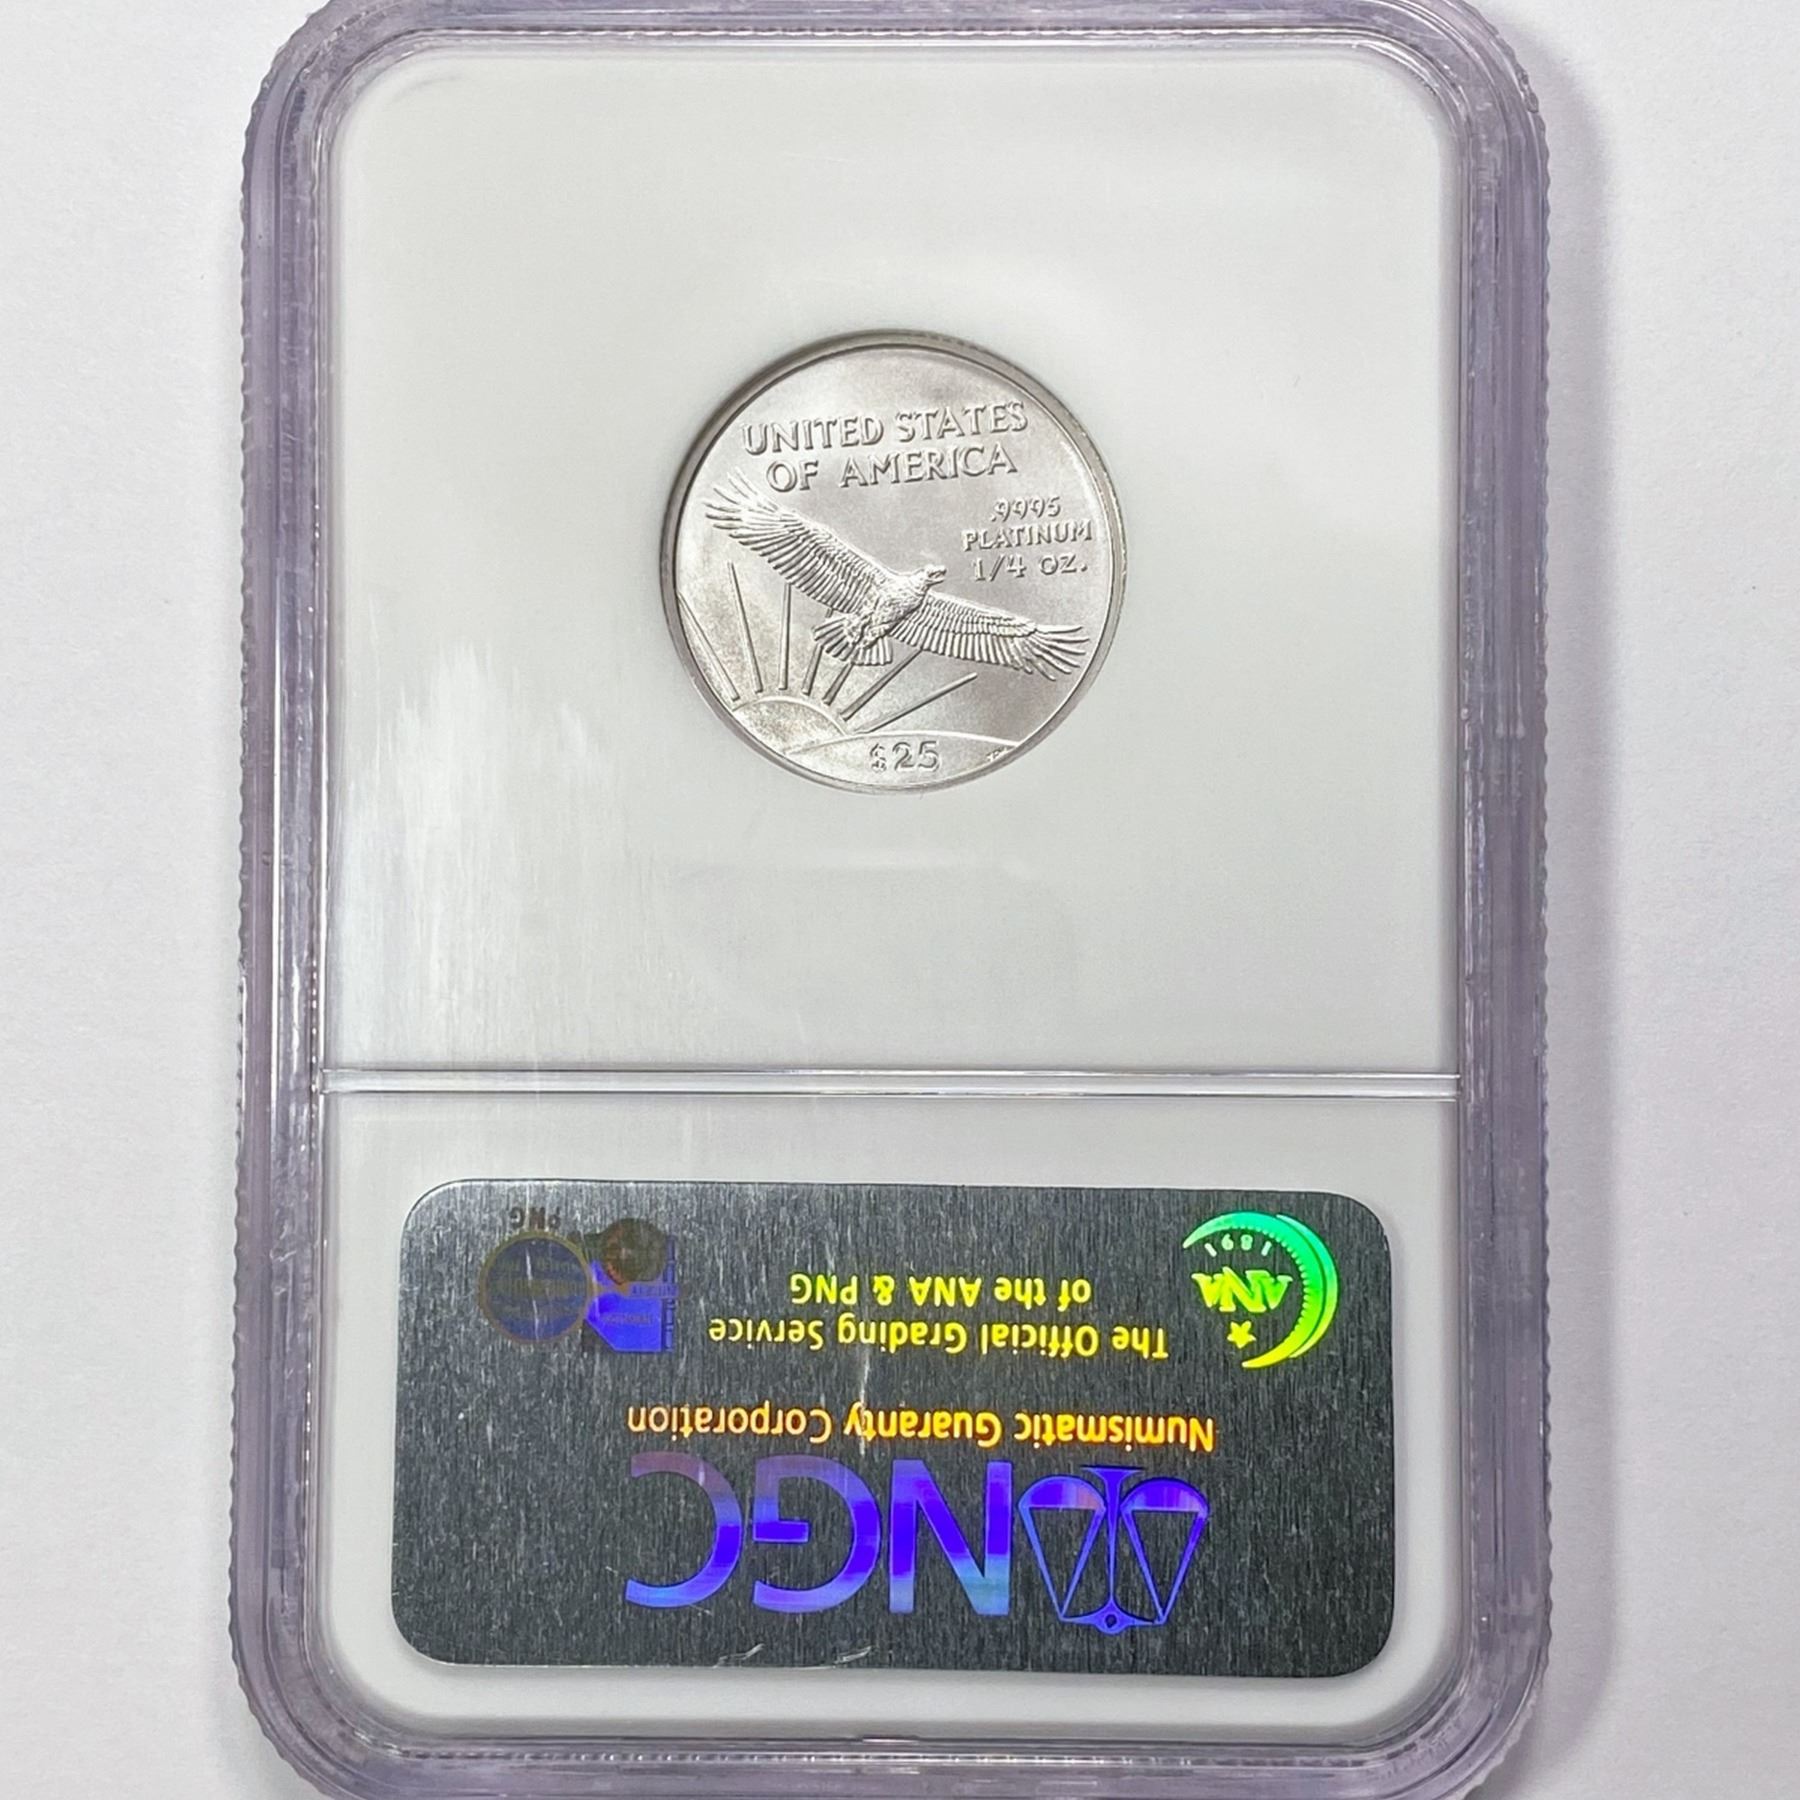 UNITED STATES
OF AMERICA
.9995
PLATINUM
1/4 OZ.
$25
NGC
Numismatic Guaranty Corporation
The Official Grading Service
of the ANA & PNG
ANA
1891
PNG